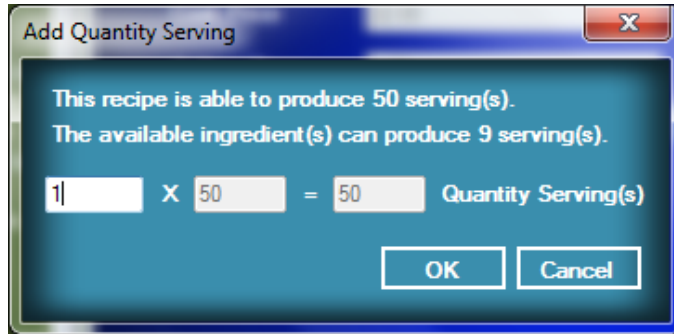 Add Quantity Serving
This recipe is able to produce 50 serving(s).
The available ingredient(s) can produce 9 serving(s).
1 X 50 = 50 Quantity Serving(s)
OK Cancel